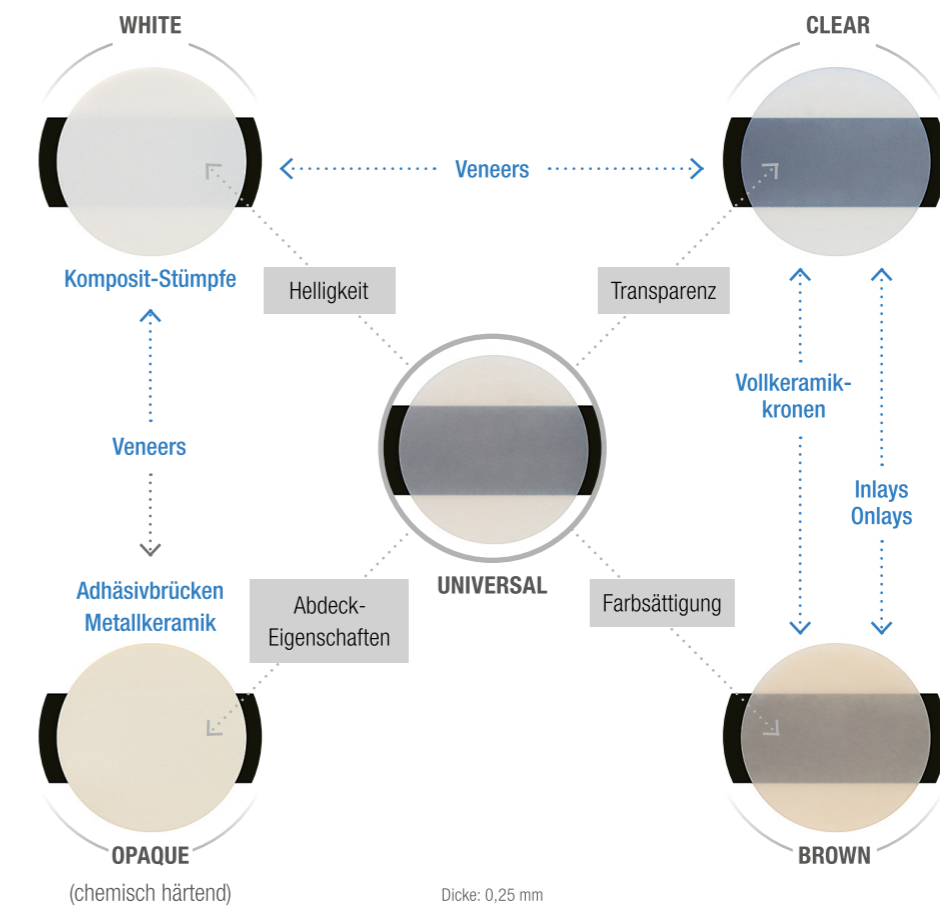 WHITE
CLEAR
Veneers
Komposit-Stümpfe
Helligkeit
Transparenz
Vollkeramik-
kronen
Veneers
Inlays
Onlays
UNIVERSAL
Adhäsivbrücken
Metallkeramik
Abdeck-
Eigenschaften
Farbsättigung
OPAQUE
(chemisch härtend)
BROWN
Dicke: 0,25 mm